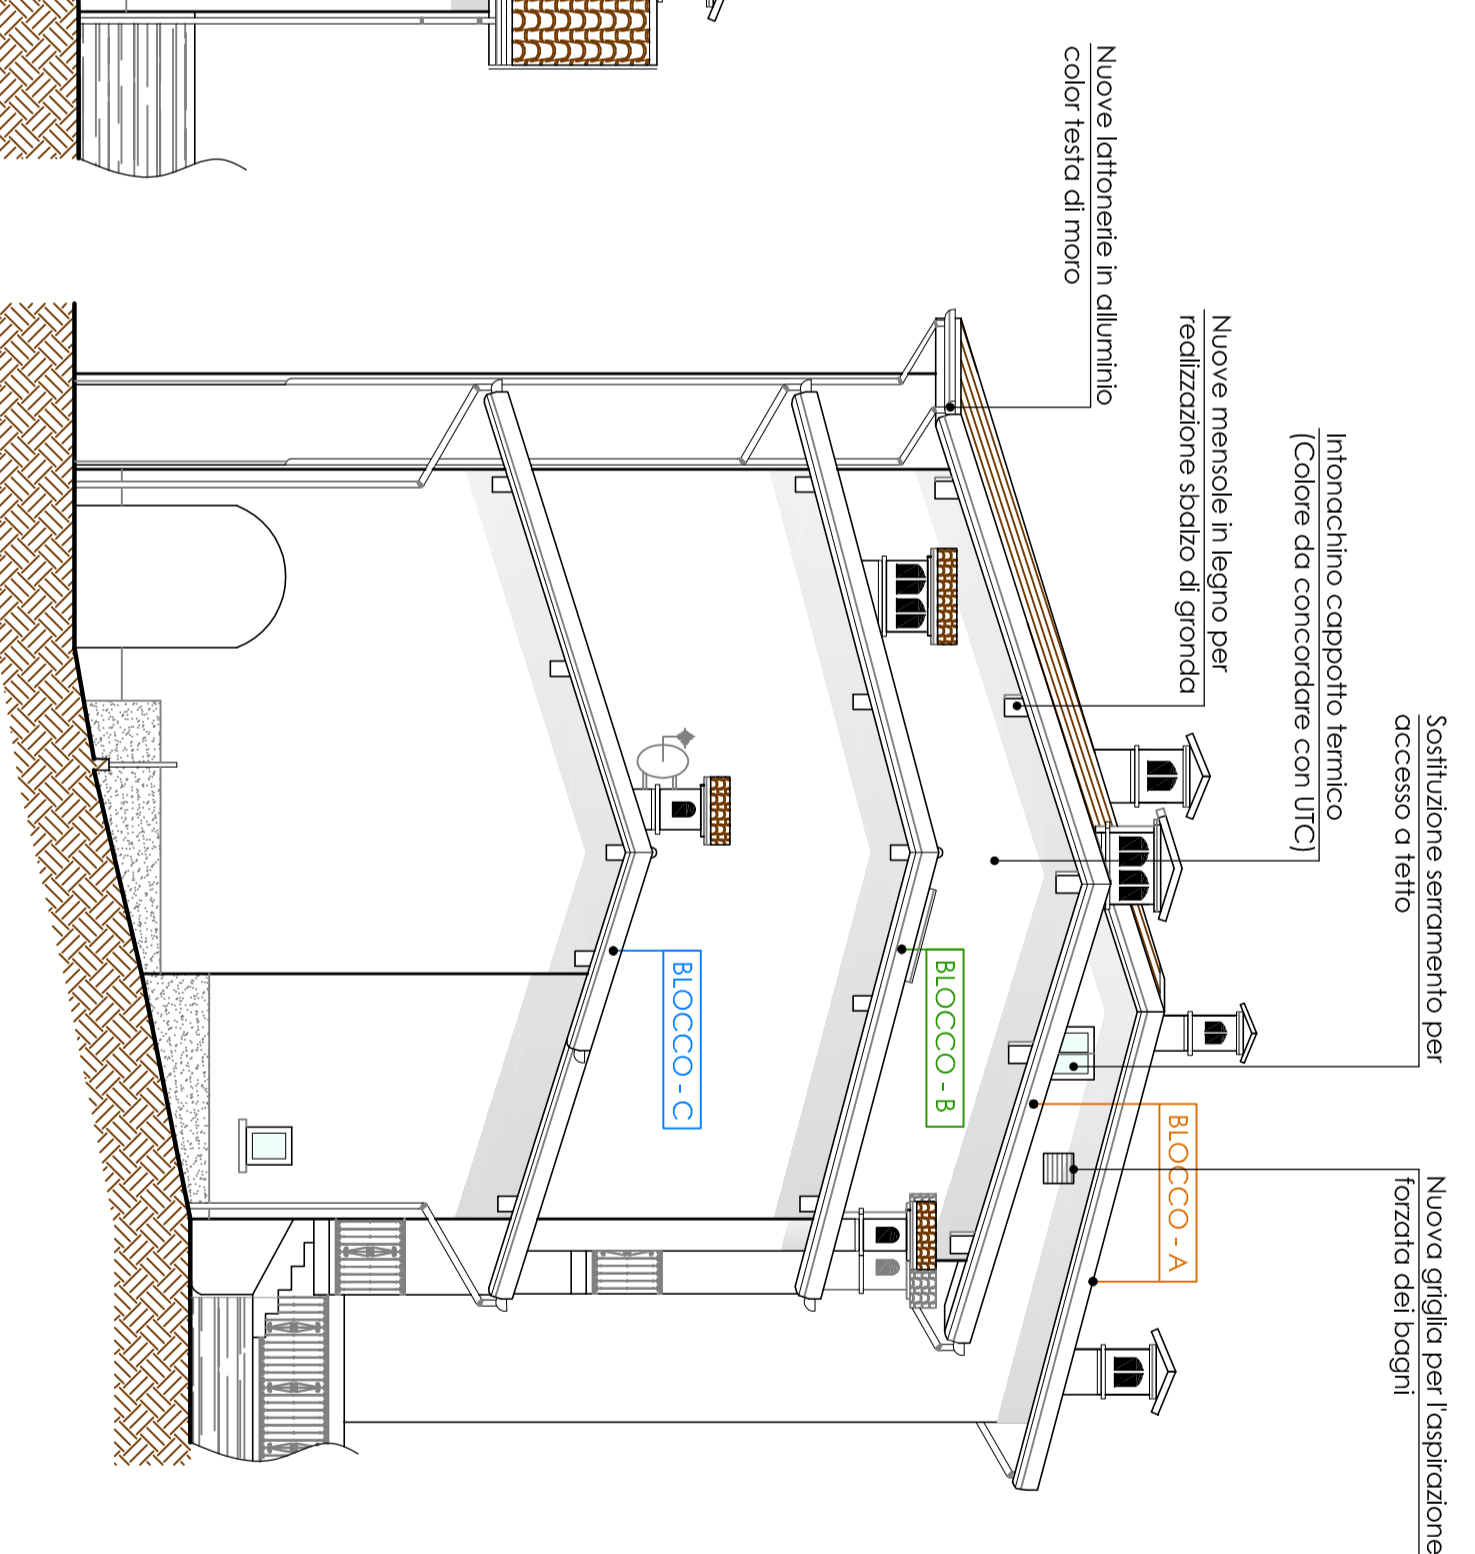 Nuove lattonerie in alluminio
color testa di moro
Nuove mensole in legno per
realizzazione sbalzo di gronda
Intonachino cappotto termico
(Colore da concordare con UTC)
Sostituzione serramento per
accesso a tetto
Nuova griglia per l'aspirazione
forzata dei bagni
BLOCCO - A
BLOCCO - B
BLOCCO - C